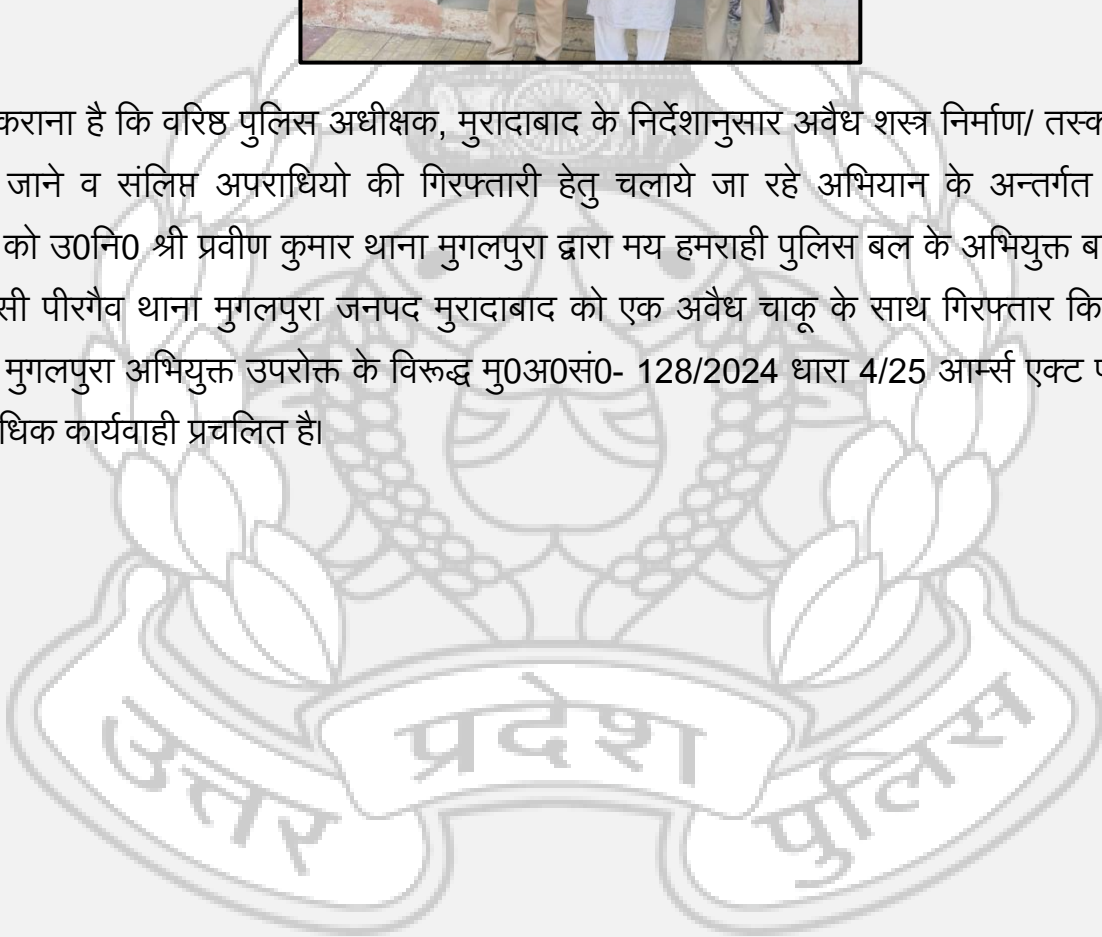 कराना है कि वरिष्ठ पुलिस अधीक्षक, मुरादाबाद के निर्देशानुसार अवैध शस्त्र निर्माण/
जाने व संलिप्त अपराधियो की गिरफ्तारी हेतु चलाये जा रहे अभियान के अन्तर्गत
को उ0नि0 श्री प्रवीण कुमार थाना मुगलपुरा द्वारा मय हमराही पुलिस बल के अभियुक्त
पीरगैव थाना मुगलपुरा जनपद मुरादाबाद को एक अवैध चाकू के साथ गिरफ्तार
मुगलपुरा अभियुक्त उपरोक्त के विरूद्ध मु0अ0सं0- 128/2024 धारा 4/25 आर्म्स एक्ट
कार्यवाही प्रचलित है।
उत्तर प्रदेश पुलिस